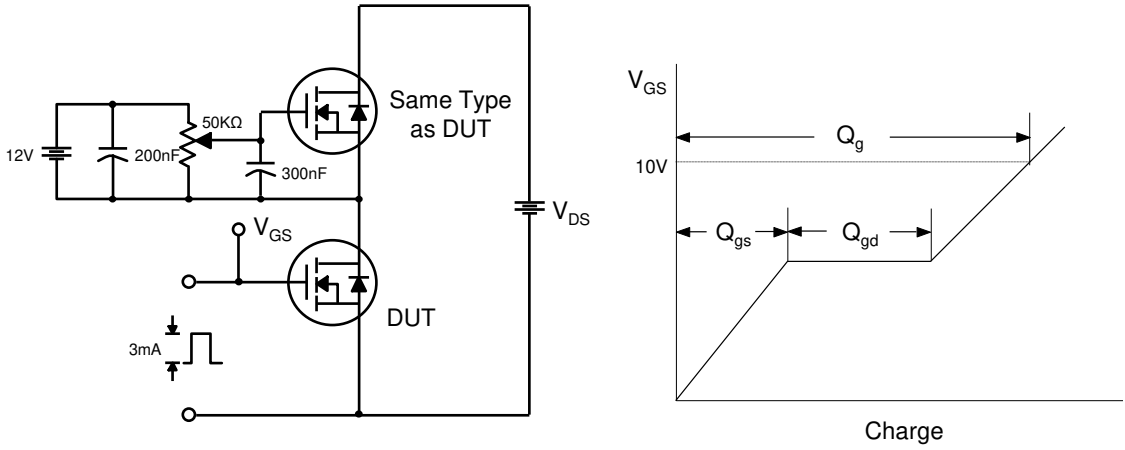 Same Type
as DUT
50KΩ
12V
200nF
300nF
V_GS
V_DS
DUT
3mA
V_GS
Q_g
10V
Q_gs
Q_gd
Charge